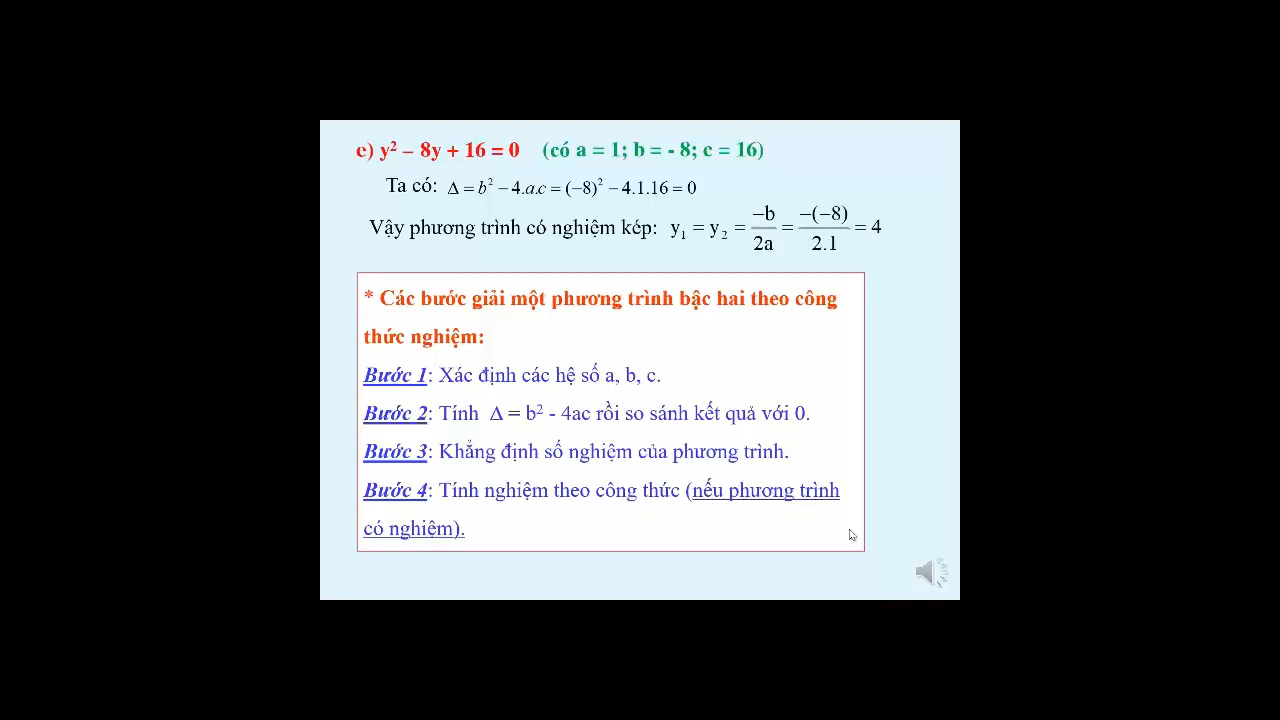 e) y² – 8y + 16 = 0 (có a = 1; b = - 8; c = 16)
Ta có: Δ = b² − 4.a.c = (−8)² − 4.1.16 = 0
Vậy phương trình có nghiệm kép: y₁ = y₂ = −b/2a = −(−8)/2.1 = 4
* Các bước giải một phương trình bậc hai theo công
thức nghiệm:
Bước 1: Xác định các hệ số a, b, c.
Bước 2: Tính Δ = b² - 4ac rồi so sánh kết quả với 0.
Bước 3: Khẳng định số nghiệm của phương trình.
Bước 4: Tính nghiệm theo công thức (nếu phương trình
có nghiệm).